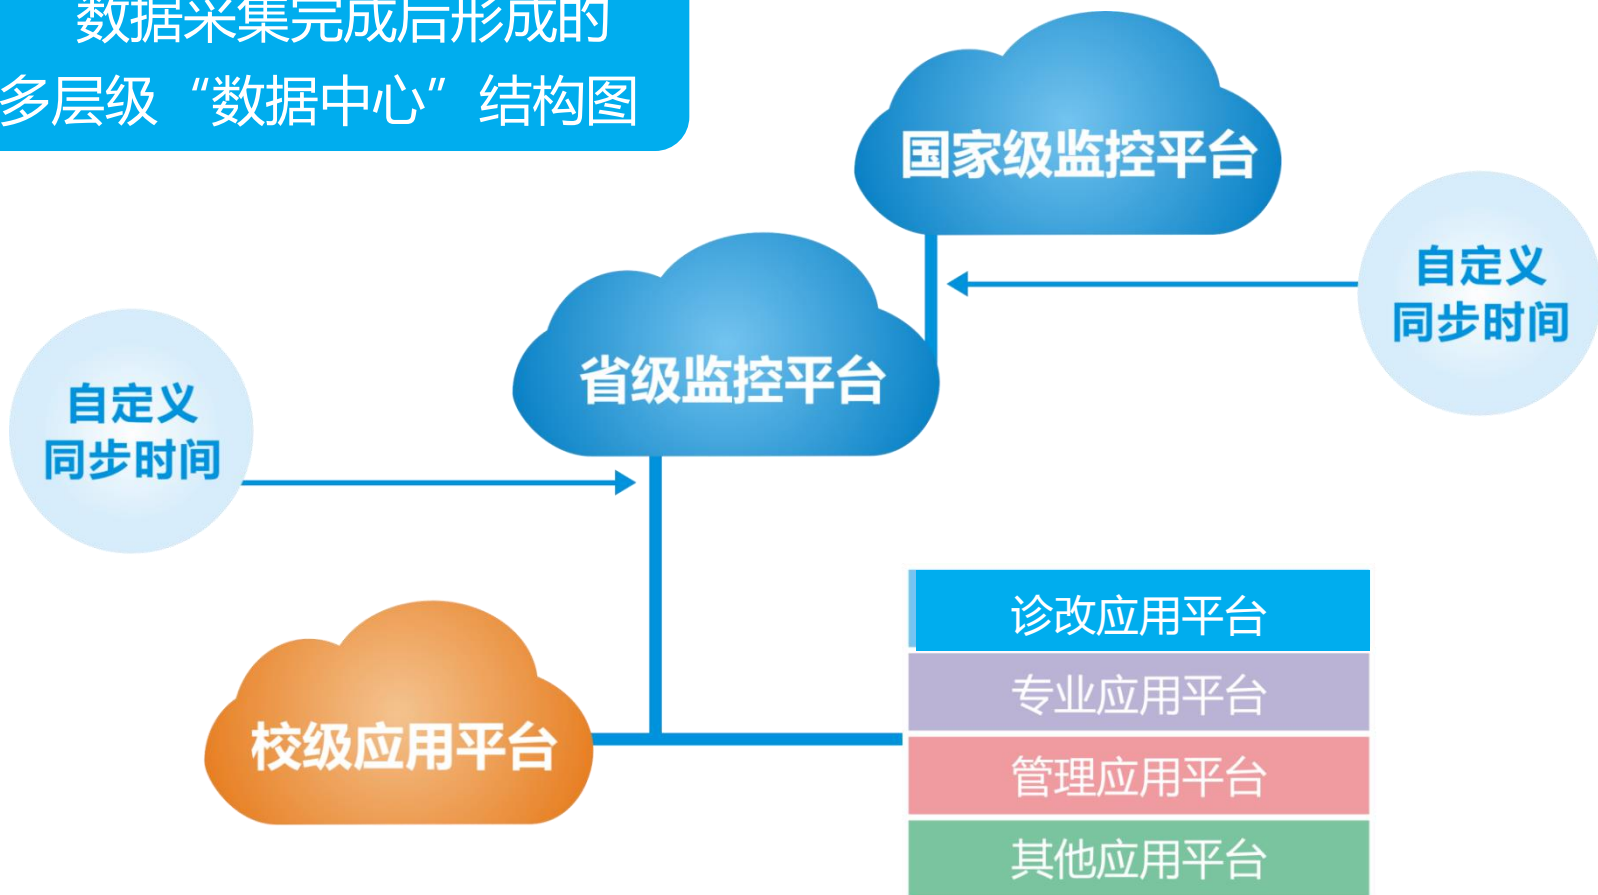 数据采集完成后形成的
多层级“数据中心”结构图
国家级监控平台
自定义
同步时间
省级监控平台
自定义
同步时间
校级应用平台
诊改应用平台
专业应用平台
管理应用平台
其他应用平台